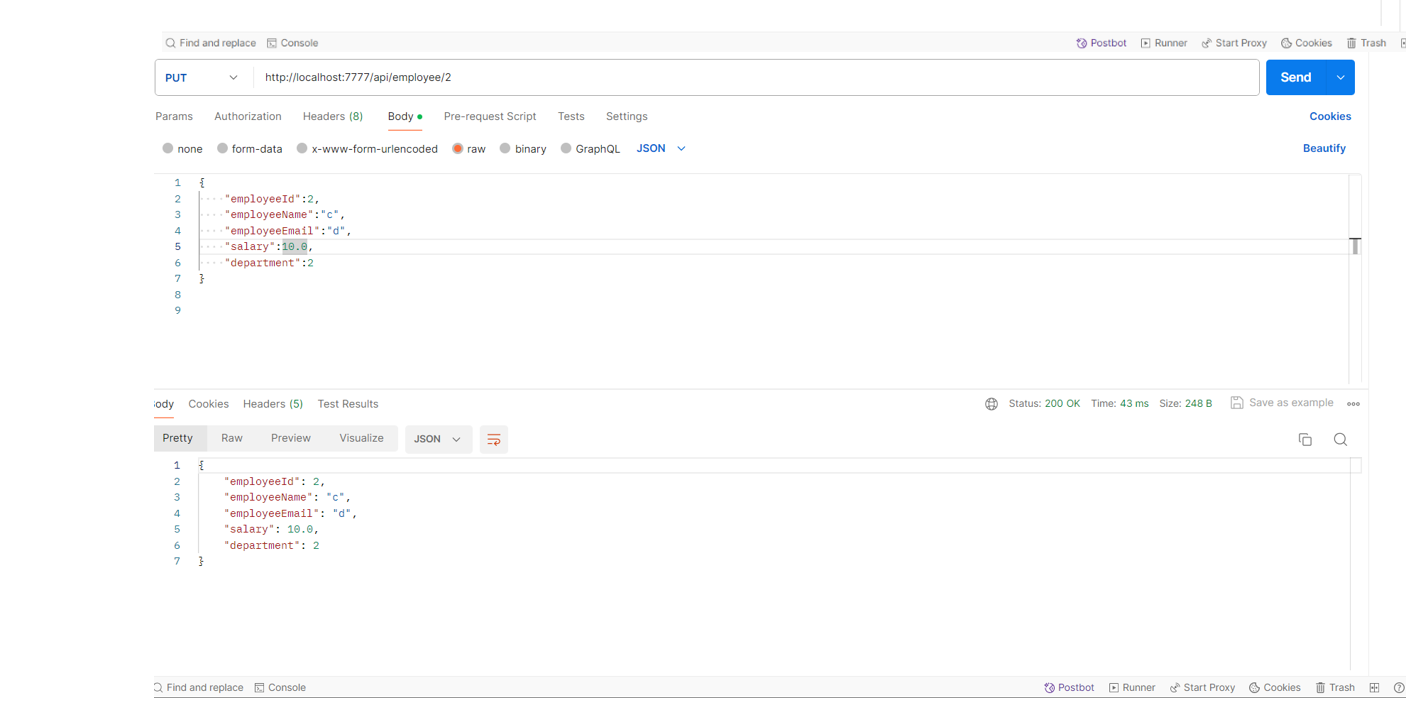 Find and replace Console Postbot Runner Start Proxy Cookies Trash
PUT http://localhost:7777/api/employee/2 Send
Params Authorization Headers (8) Body Pre-request Script Tests Settings Cookies
none form-data x-www-form-urlencoded raw binary GraphQL JSON Beautify
1 {
2 "employeeId":2,
3 "employeeName":"c",
4 "employeeEmail":"d",
5 "salary":10.0,
6 "department":2
7 }
8
9
ody Cookies Headers (5) Test Results Status: 200 OK Time: 43 ms Size: 248 B Save as example
Pretty Raw Preview Visualize JSON
1 {
2 "employeeId": 2,
3 "employeeName": "c",
4 "employeeEmail": "d",
5 "salary": 10.0,
6 "department": 2
7 }
Find and replace Console Postbot Runner Start Proxy Cookies Trash